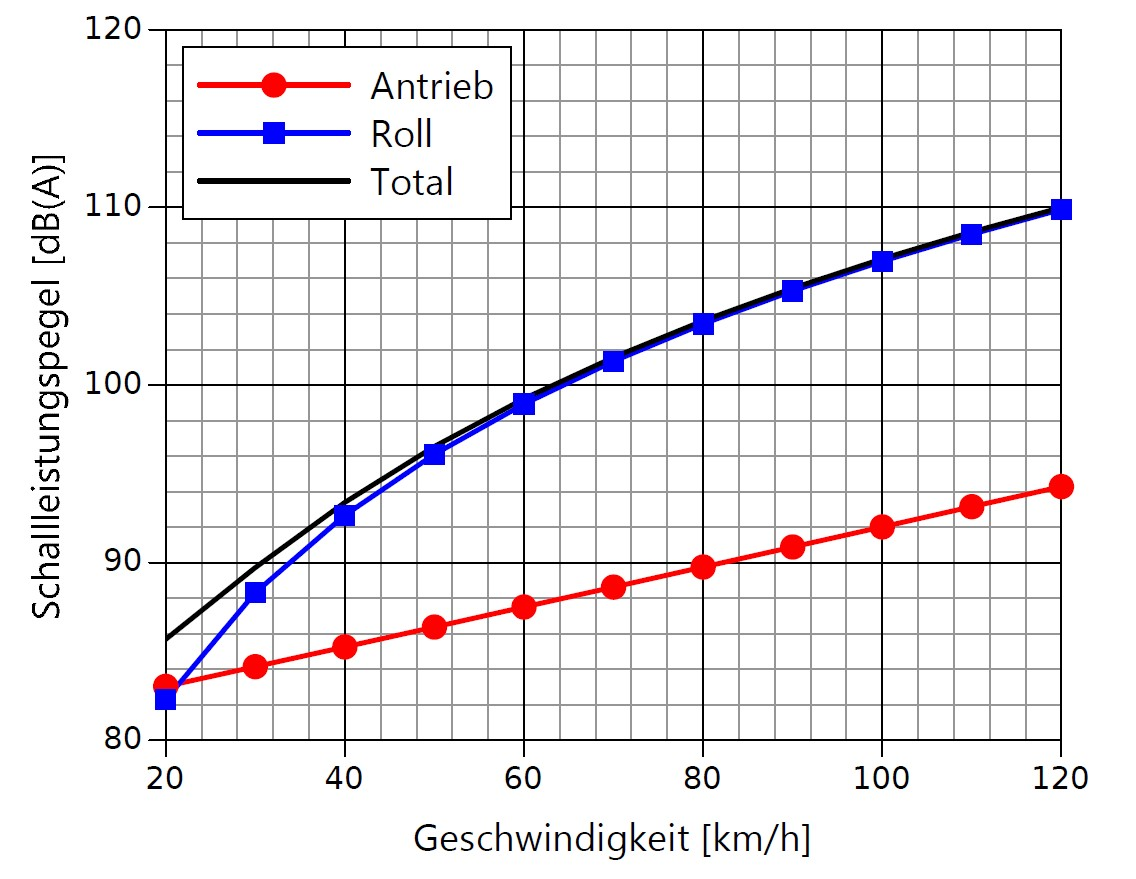 Schallleistungspegel [dB(A)]
120
110
100
90
80
Antrieb
Roll
Total
20 40 60 80 100 120
Geschwindigkeit [km/h]